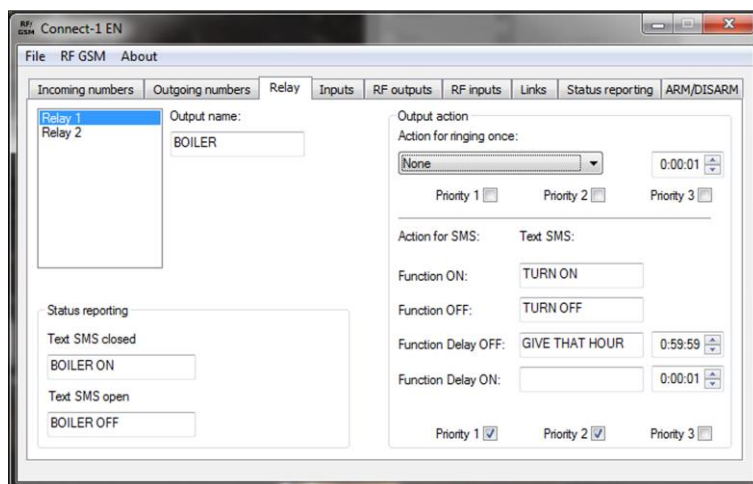 RF/GSM Connect-1 EN
File RF GSM About
Incoming numbers Outgoing numbers Relay Inputs RF outputs RF inputs Links Status reporting ARM/DISARM
Relay 1
Relay 2
Output name:
BOILER
Status reporting
Text SMS closed
BOILER ON
Text SMS open
BOILER OFF
Output action
Action for ringing once:
None 0:00:01
Priority 1 Priority 2 Priority 3
Action for SMS: Text SMS:
Function ON: TURN ON
Function OFF: TURN OFF
Function Delay OFF: GIVE THAT HOUR 0:59:59
Function Delay ON: 0:00:01
Priority 1 Priority 2 Priority 3